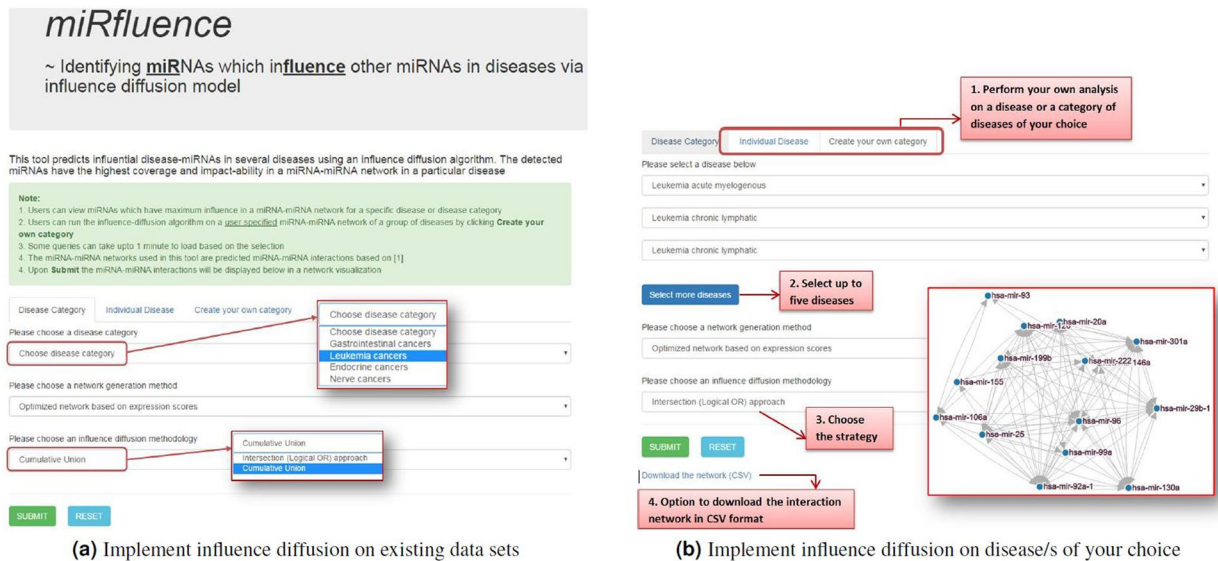 miRfluence
~ Identifying miRNAs which influence other miRNAs in diseases via
influence diffusion model
This tool predicts influential disease-miRNAs in several diseases using an influence diffusion algorithm. The detected
miRNAs have the highest coverage and impact-ability in a miRNA-miRNA network in a particular disease
Note:
1. Users can view miRNAs which have maximum influence in a miRNA-miRNA network for a specific disease or disease category
2. Users can run the influence-diffusion algorithm on a user specified miRNA-miRNA network of a group of diseases by clicking Create your
own category
3. Some queries can take upto 1 minute to load based on the selection
4. The miRNA-miRNA networks used in this tool are predicted miRNA-miRNA interactions based on [1]
4. Upon Submit the miRNA-miRNA interactions will be displayed below in a network visualization
Disease Category
Individual Disease
Create your own category
Please choose a disease category
Choose disease category
Choose disease category
Choose disease category
Gastrointestinal cancers
Leukemia cancers
Endocrine cancers
Nerve cancers
Please choose a network generation method
Optimized network based on expression scores
Please choose an influence diffusion methodology
Cumulative Union
Cumulative Union
Intersection (Logical OR) approach
Cumulative Union
SUBMIT
RESET
(a) Implement influence diffusion on existing data sets
1. Perform your own analysis
on a disease or a category of
diseases of your choice
Disease Category
Individual Disease
Create your own category
Please select a disease below
Leukemia acute myelogenous
Leukemia chronic lymphatic
Leukemia chronic lymphatic
Select more diseases
2. Select up to
five diseases
Please choose a network generation method
Optimized network based on expression scores
Please choose an influence diffusion methodology
Intersection (Logical OR) approach
3. Choose
the strategy
SUBMIT
RESET
Download the network (CSV)
4. Option to download the interaction
network in CSV format
hsa-mir-93
hsa-mir-20a
hsa-mir-301a
hsa-mir-199b
hsa-mir-222
146a
hsa-mir-155
hsa-mir-106a
hsa-mir-29b-1
hsa-mir-96
hsa-mir-25
hsa-mir-99a
hsa-mir-92a-1
hsa-mir-130a
(b) Implement influence diffusion on disease/s of your choice